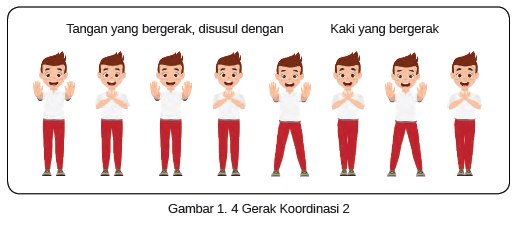 Tangan yang bergerak, disusul dengan Kaki yang bergerak
Gambar 1. 4 Gerak Koordinasi 2